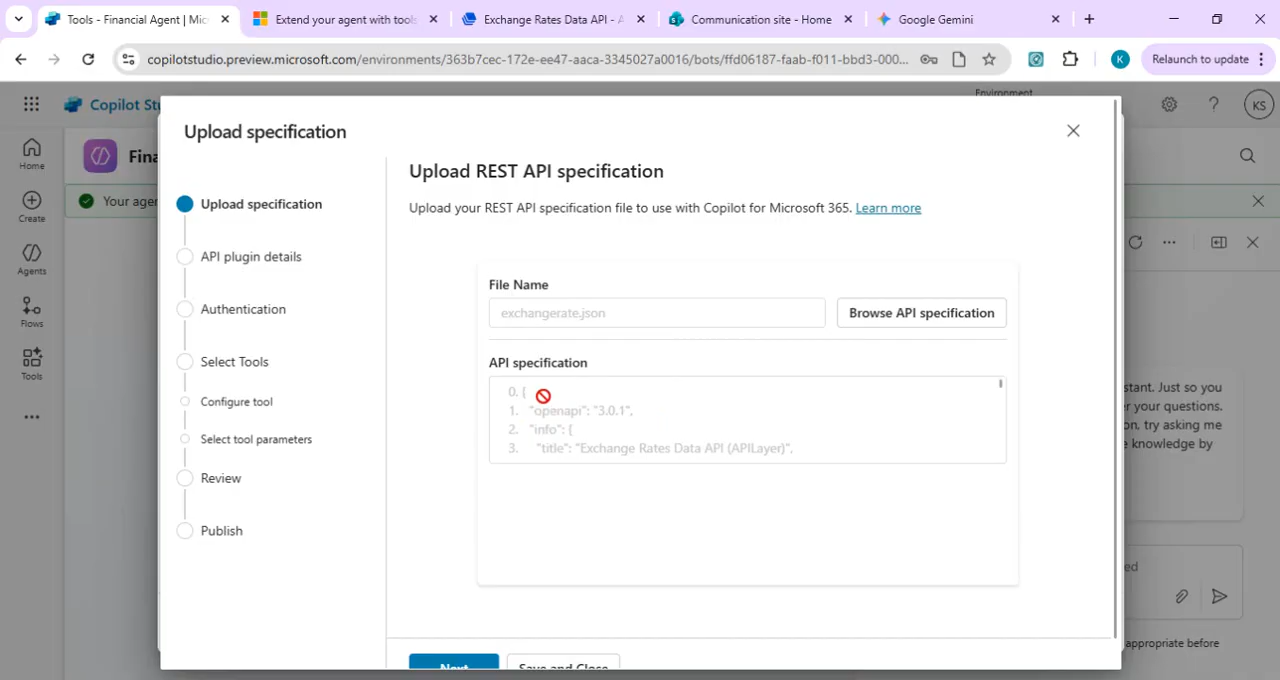 Tools - Financial Agent | Mic
Extend your agent with tools
Exchange Rates Data API - A
Communication site - Home
Google Gemini
copilotstudio.preview.microsoft.com/environments/363b7cec-172e-ee47-aaca-3345027a0016/bots/ffd06187-faab-f011-bbd3-000...
K
Relaunch to update
Copilot Stu
Environment
KS
Home
Create
Agents
Flows
Tools
Fina
Your age
Upload specification
Upload specification
API plugin details
Authentication
Select Tools
Configure tool
Select tool parameters
Review
Publish
Upload REST API specification
Upload your REST API specification file to use with Copilot for Microsoft 365. Learn more
File Name
exchangerate.json
Browse API specification
API specification
0. {
1. "openapi": "3.0.1",
2. "info": {
3. "title": "Exchange Rates Data API (APILayer)",
Next
Save and Close
stant. Just so you
r your questions.
on, try asking me
e knowledge by
ed
appropriate before